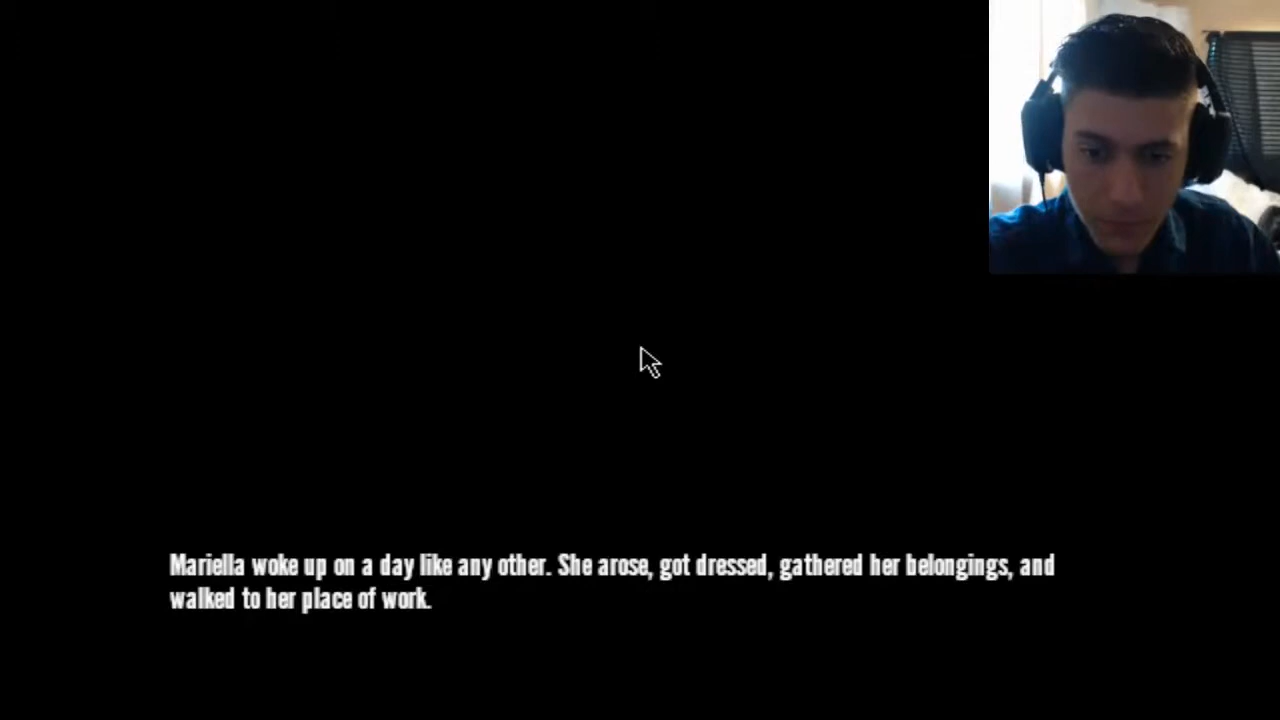 Mariella woke up on a day like any other. She arose, got dressed, gathered her belongings, and
walked to her place of work.